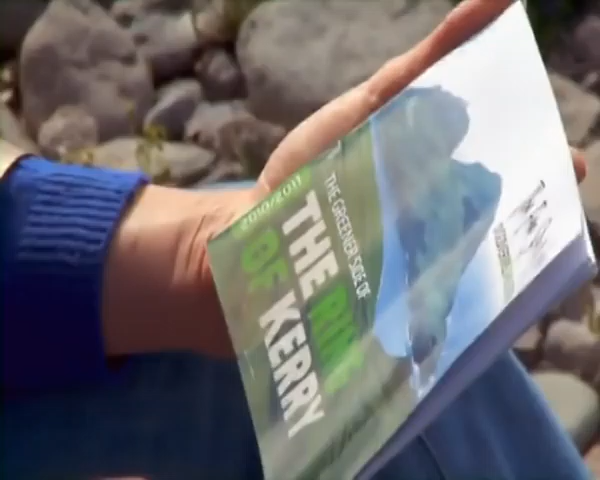 THE GREENER SIDE OF
THE RING
OF KERRY
2010/2011